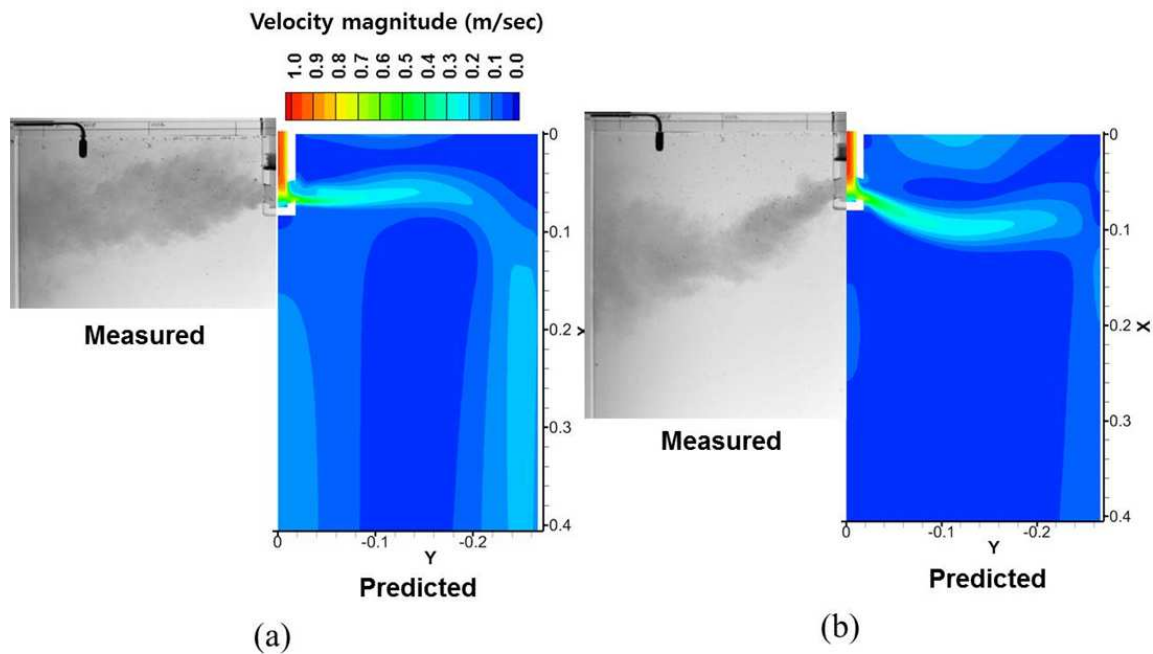 Velocity magnitude (m/sec)
1.0 0.9 0.8 0.7 0.6 0.5 0.4 0.3 0.2 0.1 0.0
0
0.1
0.2
0.3
0.4
0 -0.1 -0.2
Y
Measured
Predicted
(a)
0
0.1
0.2
X
0.3
0.4
0 -0.1 -0.2
Y
Measured
Predicted
(b)